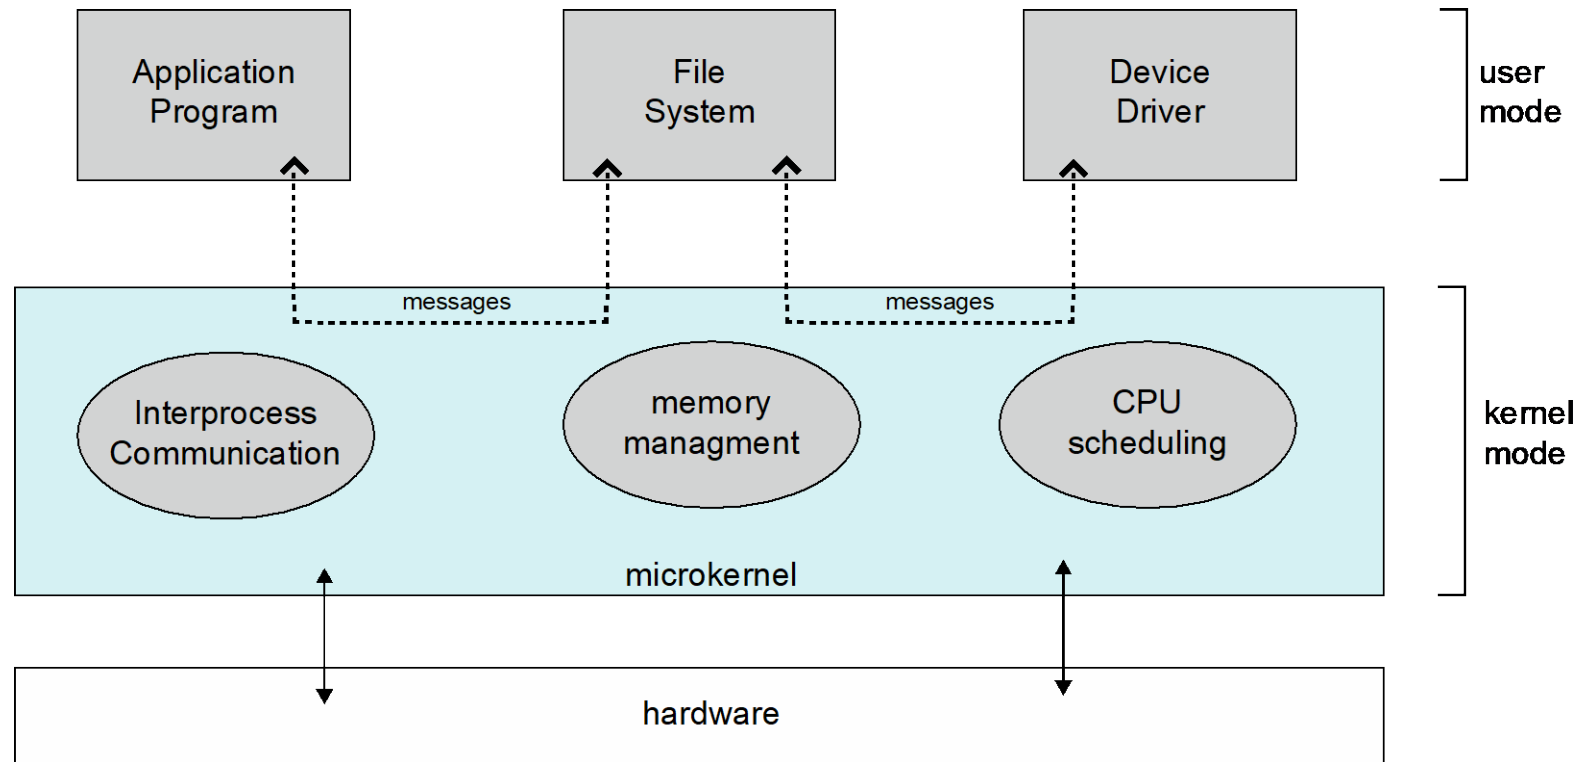 Application
Program
File
System
Device
Driver
user
mode
messages
messages
Interprocess
Communication
memory
managment
CPU
scheduling
kernel
mode
microkernel
hardware